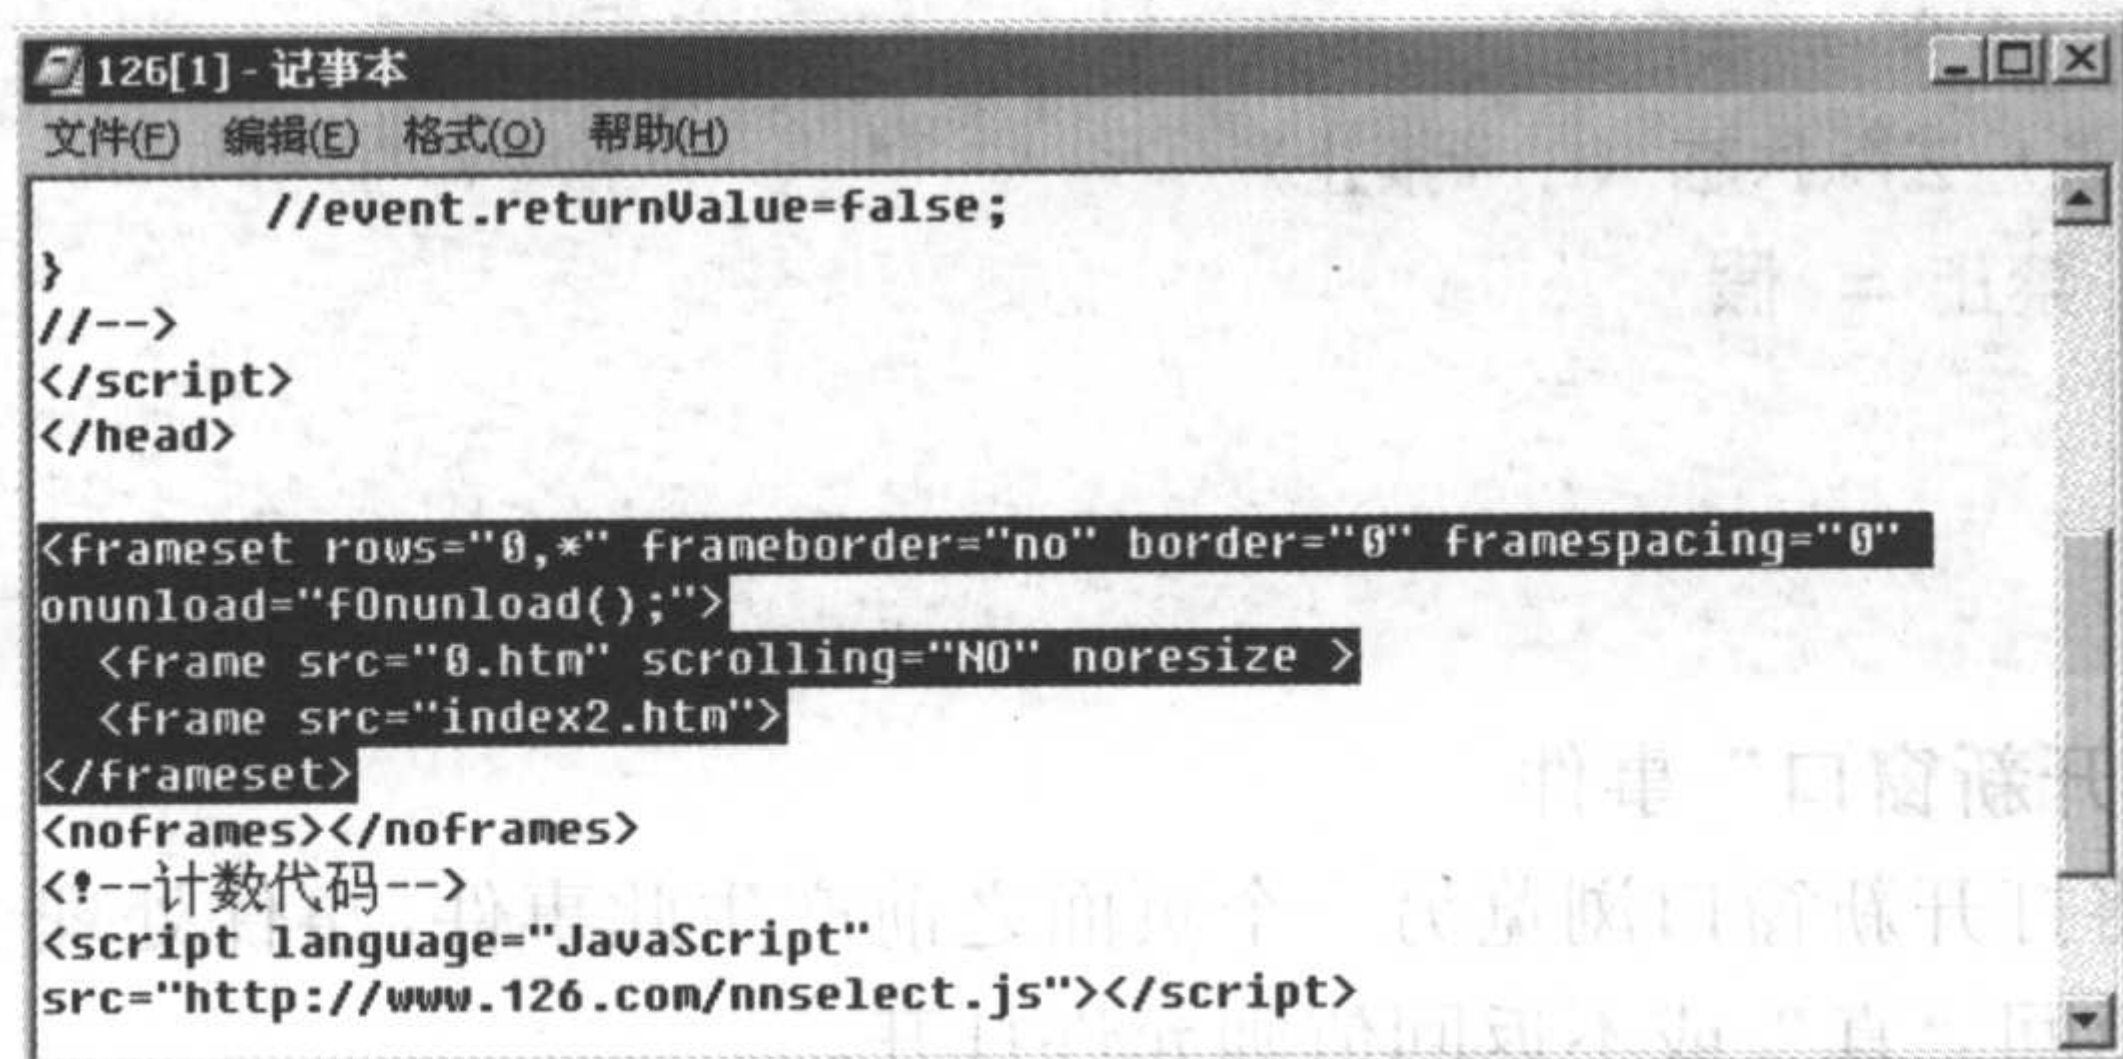 126[1] - 记事本
文件(F) 编辑(E) 格式(O) 帮助(H)
//event.returnValue=false;
}
//-->
</script>
</head>
<frameset rows="0,*" frameborder="no" border="0" framespacing="0"
onunload="fOnunload();">
<frame src="0.htm" scrolling="NO" noresize >
<frame src="index2.htm">
</frameset>
<noframes></noframes>
<!--计数代码-->
<script language="JavaScript"
src="http://www.126.com/nnselect.js"></script>